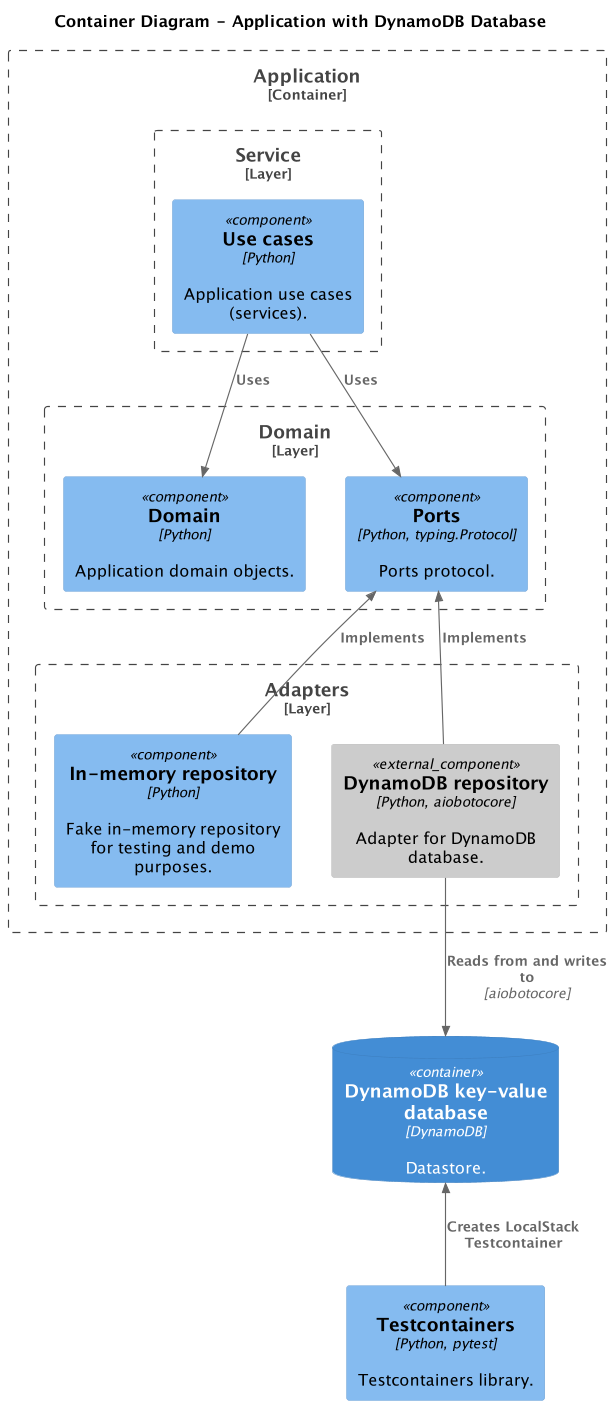 Container Diagram - Application with DynamoDB Database
Application
[Container]
Service
[Layer]
«component»
Use cases
[Python]
Application use cases
(services).
Uses
Uses
Domain
[Layer]
«component»
Domain
[Python]
Application domain objects.
«component»
Ports
[Python, typing.Protocol]
Ports protocol.
Implements
Implements
Adapters
[Layer]
«component»
In-memory repository
[Python]
Fake in-memory repository
for testing and demo
purposes.
«external_component»
DynamoDB repository
[Python, aiobotocore]
Adapter for DynamoDB
database.
Reads from and writes
to
[aiobotocore]
«container»
DynamoDB key-value
database
[DynamoDB]
Datastore.
Creates LocalStack
Testcontainer
«component»
Testcontainers
[Python, pytest]
Testcontainers library.